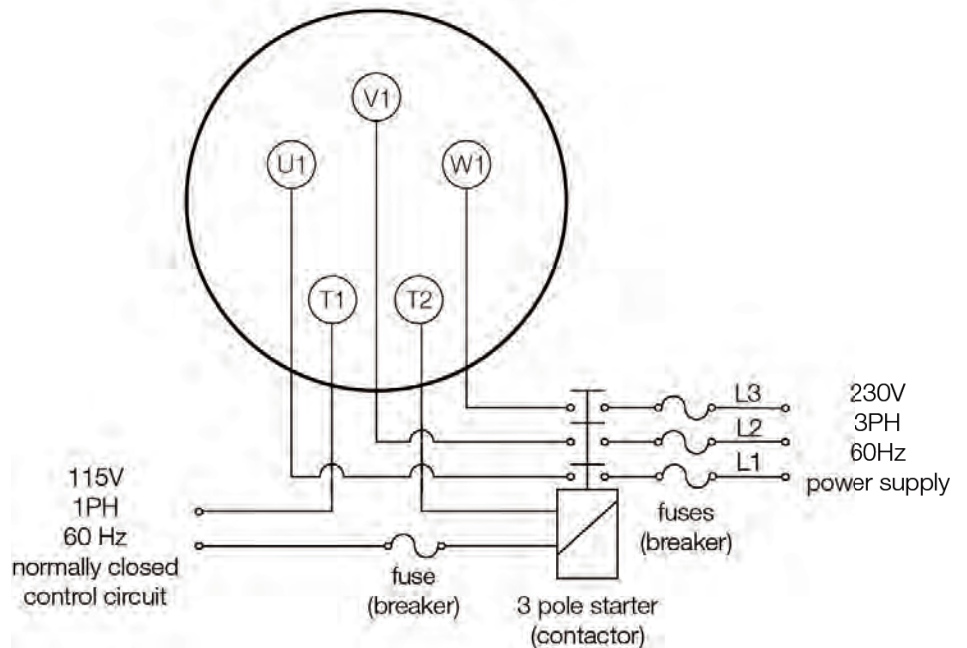 V1
U1
W1
T1
T2
L3
L2
L1
230V
3PH
60Hz
power supply
fuses
(breaker)
115V
1PH
60 Hz
normally closed
control circuit
fuse
(breaker)
3 pole starter
(contactor)